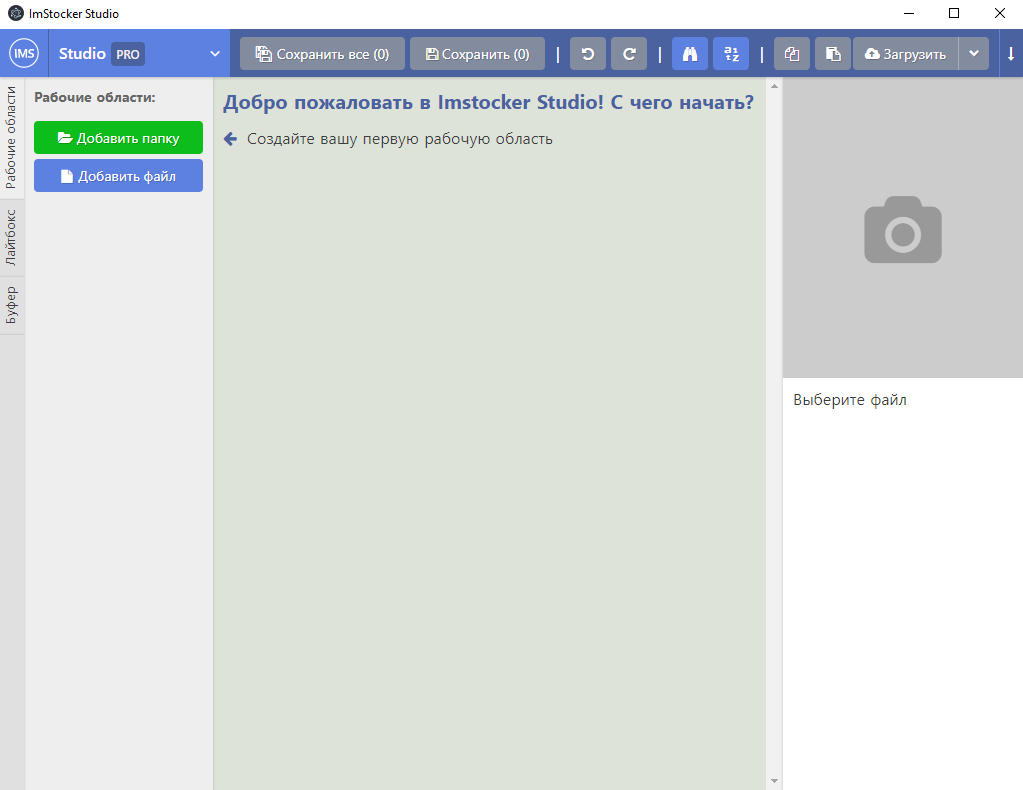 ImStocker Studio
IMS Studio PRO Сохранить все (0) Сохранить (0) | | | Загрузить
Рабочие области
Лайтбокс
Буфер
Рабочие области:
Добавить папку
Добавить файл
Добро пожаловать в Imstocker Studio! С чего начать?
Создайте вашу первую рабочую область
Выберите файл